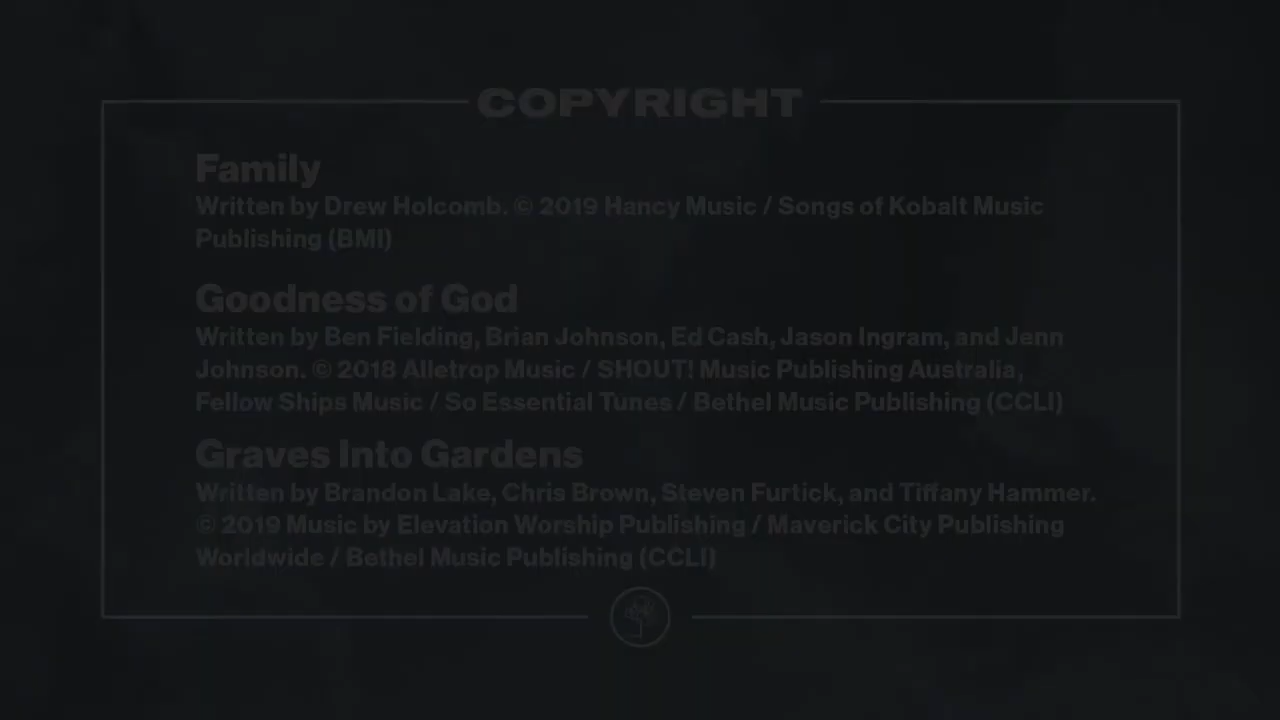 COPYRIGHT
Family
Written by Drew Holcomb. © 2019 Hancy Music / Songs of Kobalt Music
Publishing (BMI)
Goodness of God
Written by Ben Fielding, Brian Johnson, Ed Cash, Jason Ingram, and Jenn
Johnson. © 2018 Alletrop Music / SHOUT! Music Publishing Australia,
Fellow Ships Music / So Essential Tunes / Bethel Music Publishing (CCLI)
Graves Into Gardens
Written by Brandon Lake, Chris Brown, Steven Furtick, and Tiffany Hammer.
© 2019 Music by Elevation Worship Publishing / Maverick City Publishing
Worldwide / Bethel Music Publishing (CCLI)